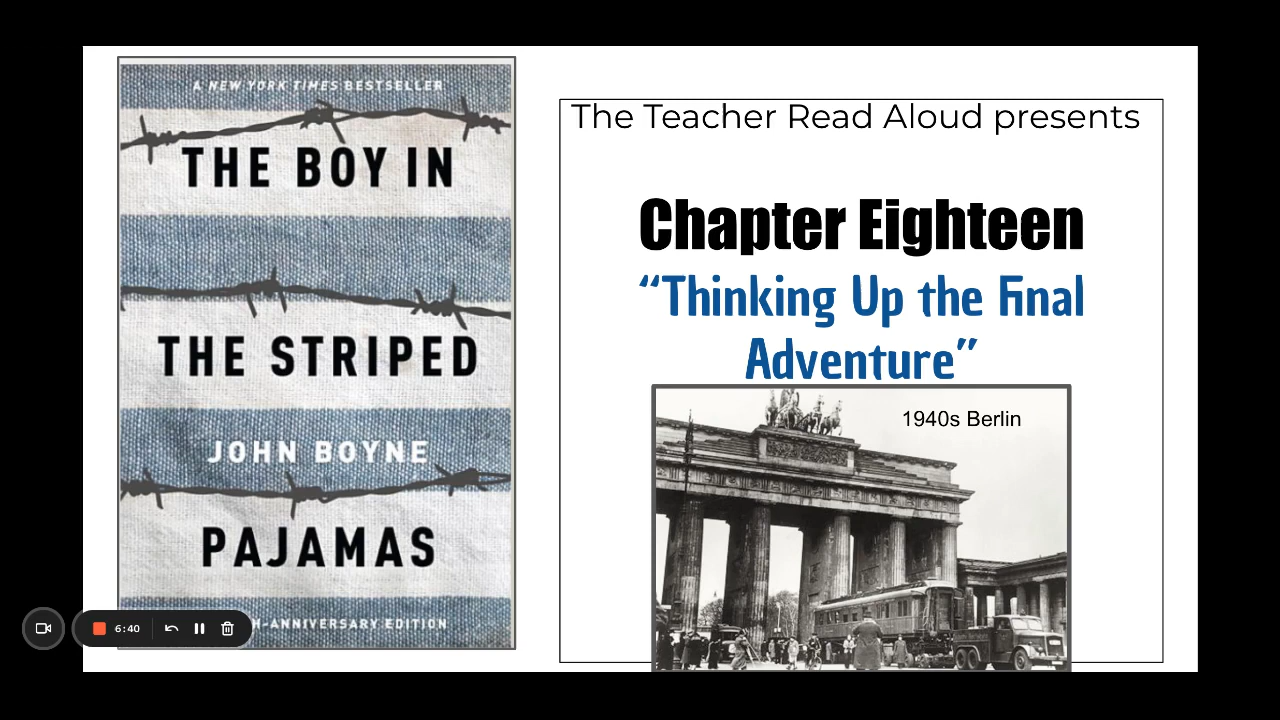 A NEW YORK TIMES BESTSELLER
THE BOY IN
THE STRIPED
JOHN BOYNE
PAJAMAS
H-ANNIVERSARY EDITION
6:40
The Teacher Read Aloud presents
Chapter Eighteen
“Thinking Up the Final
Adventure”
1940s Berlin